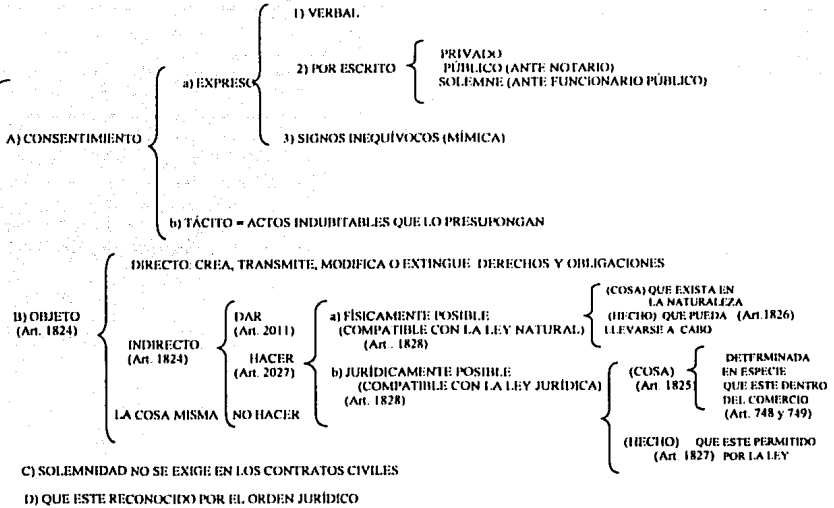 1) VERBAL
2) POR ESCRITO
PRIVADO
PÚBLICO (ANTE NOTARIO)
SOLEMNE (ANTE FUNCIONARIO PÚBLICO)
a) EXPRESO
A) CONSENTIMIENTO
3) SIGNOS INEQUÍVOCOS (MÍMICA)
b) TÁCITO = ACTOS INDUBITABLES QUE LO PRESUPONGAN
B) OBJETO
(Art. 1824)
DIRECTO: CREA, TRANSMITE, MODIFICA O EXTINGUE DERECHOS Y OBLIGACIONES
INDIRECTO
(Art. 1824)
LA COSA MISMA
DAR
(Art. 2011)
HACER
(Art. 2027)
NO HACER
a) FÍSICAMENTE POSIBLE
(COMPATIBLE CON LA LEY NATURAL)
(Art. 1828)
(COSA) QUE EXISTA EN
LA NATURALEZA
(HECHO) QUE PUEDA (Art.1826)
LLEVARSE A CABO
b) JURÍDICAMENTE POSIBLE
(COMPATIBLE CON LA LEY JURÍDICA)
(Art. 1828)
(COSA)
(Art. 1825)
DETERMINADA
EN ESPECIE
QUE ESTE DENTRO
DEL COMERCIO
(Art. 748 y 749)
(HECHO) QUE ESTE PERMITIDO
(Art. 1827) POR LA LEY
C) SOLEMNIDAD NO SE EXIGE EN LOS CONTRATOS CIVILES
D) QUE ESTE RECONOCIDO POR EL ORDEN JURÍDICO